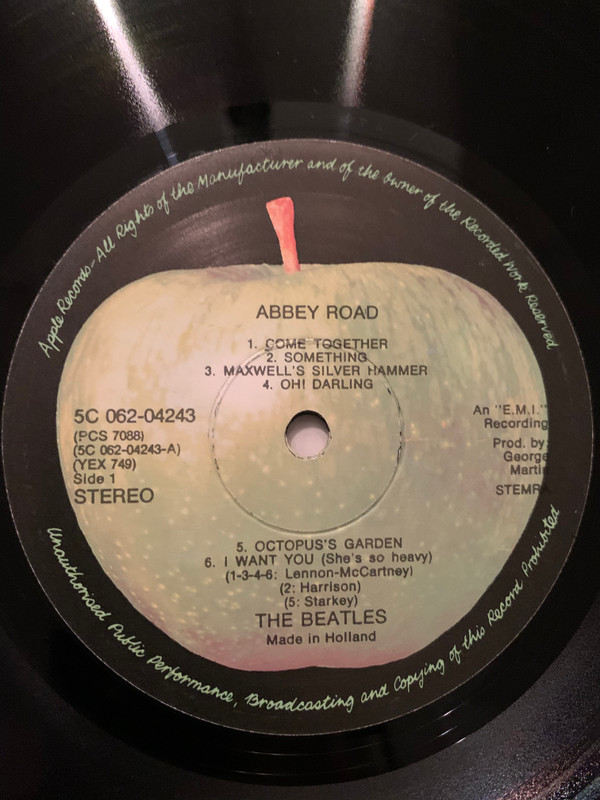 Apple Records-All Rights of the Manufacturer and of the Owner of the Recorded Work Reserved
ABBEY ROAD
1. COME TOGETHER
2. SOMETHING
3. MAXWELL'S SILVER HAMMER
4. OH! DARLING
5C 062-04243
(PCS 7088)
(5C 062-04243-A)
(YEX 749)
Side 1
STEREO
An "E.M.I."
Recording
Prod. by:
George
Martin
STEMRA
5. OCTOPUS'S GARDEN
6. I WANT YOU (She's so heavy)
(1-3-4-6: Lennon-McCartney)
(2: Harrison)
(5: Starkey)
THE BEATLES
Made in Holland
Unauthorised Public Performance, Broadcasting and Copying of this Record Prohibited